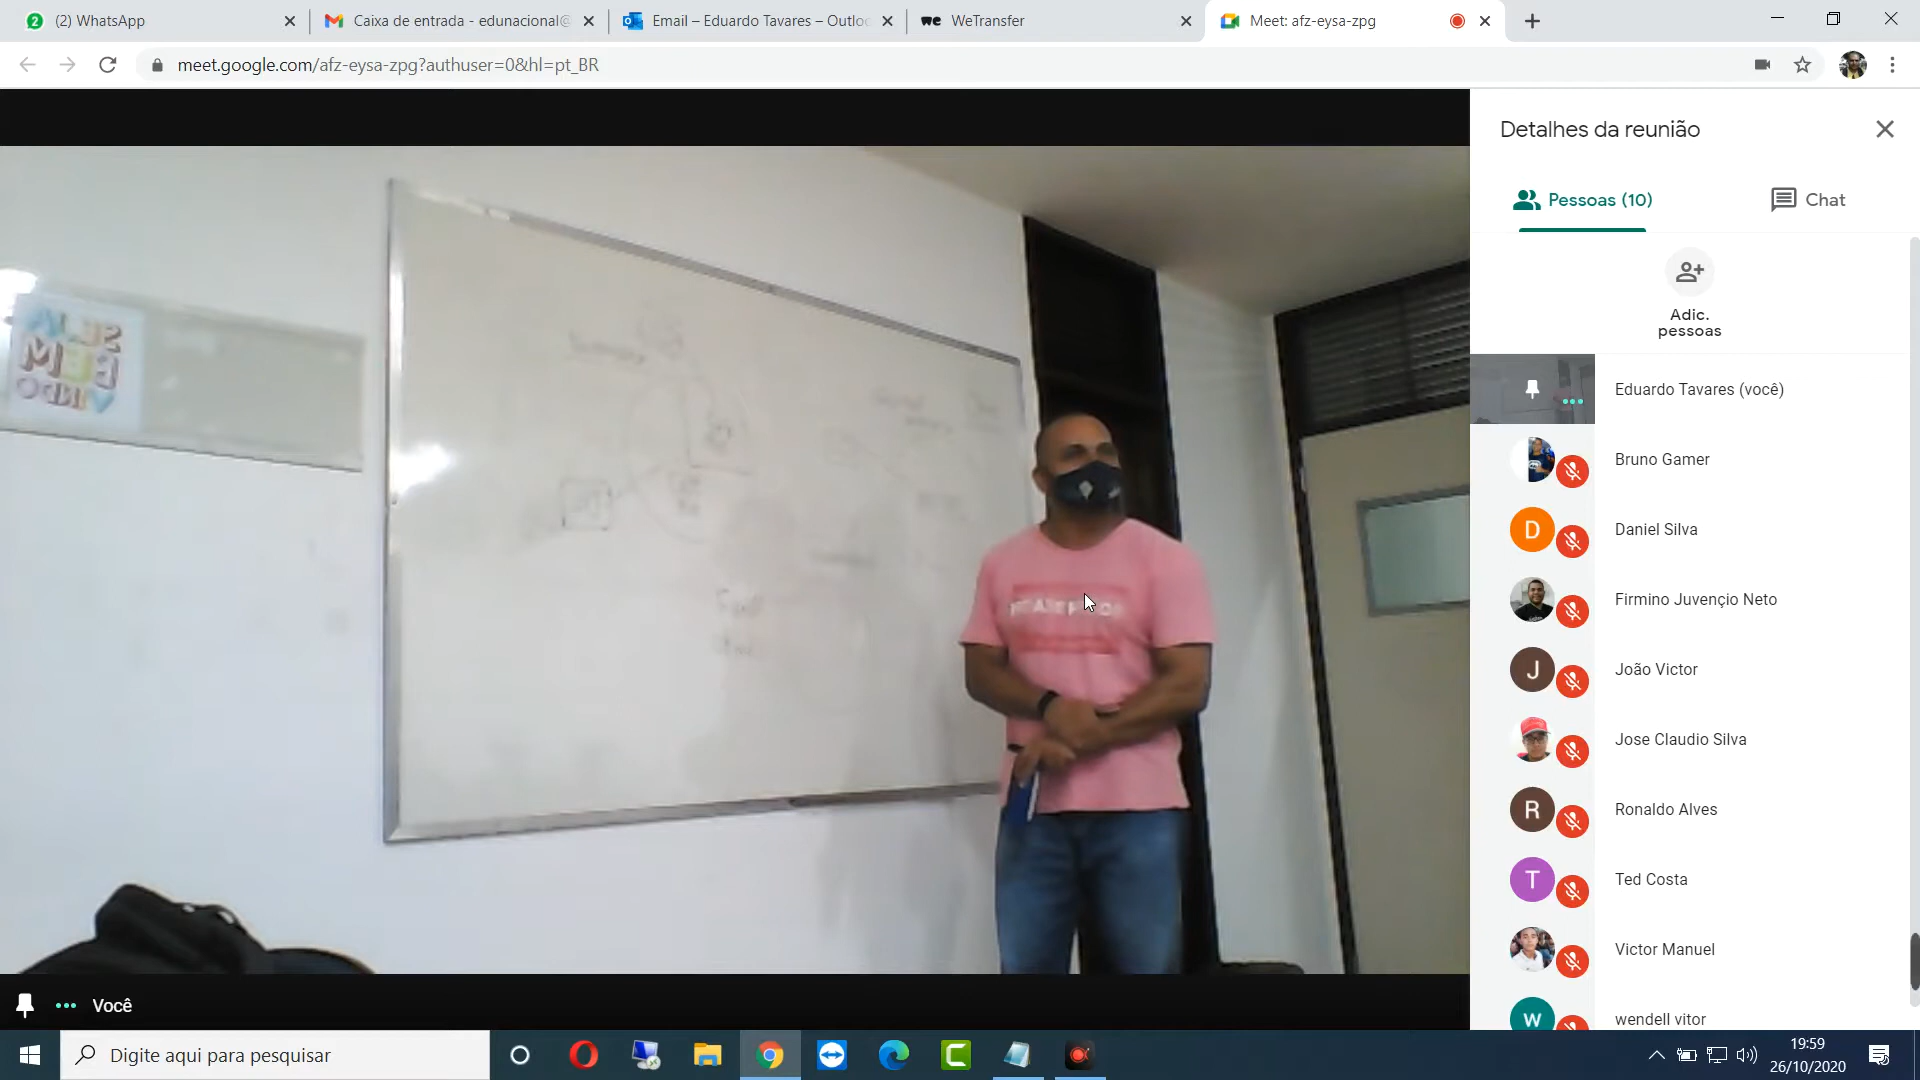 (2) WhatsApp
Caixa de entrada - edunacional@
Email – Eduardo Tavares – Outlo
WeTransfer
Meet: afz-eysa-zpg
meet.google.com/afz-eysa-zpg?authuser=0&hl=pt_BR
SEJA
BEM
VINDO
Detalhes da reunião
Pessoas (10)
Chat
Adic.
pessoas
Eduardo Tavares (você)
Bruno Gamer
D
Daniel Silva
Firmino Juvençio Neto
J
João Victor
Jose Claudio Silva
R
Ronaldo Alves
T
Ted Costa
Victor Manuel
w
wendell vitor
Você
Digite aqui para pesquisar
19:59
26/10/2020